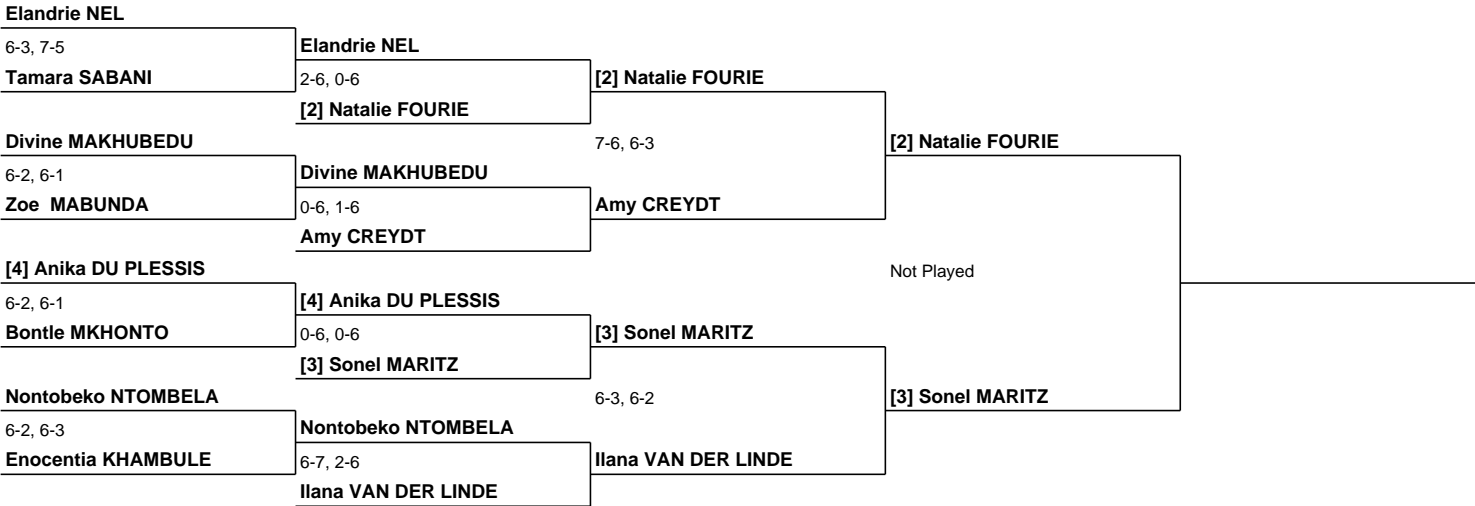 Elandrie NEL
6-3, 7-5
Elandrie NEL
Tamara SABANI
2-6, 0-6
[2] Natalie FOURIE
[2] Natalie FOURIE
Divine MAKHUBEDU
7-6, 6-3
[2] Natalie FOURIE
6-2, 6-1
Divine MAKHUBEDU
Zoe  MABUNDA
0-6, 1-6
Amy CREYDT
Amy CREYDT
[4] Anika DU PLESSIS
Not Played
6-2, 6-1
[4] Anika DU PLESSIS
Bontle MKHONTO
0-6, 0-6
[3] Sonel MARITZ
[3] Sonel MARITZ
Nontobeko NTOMBELA
6-3, 6-2
[3] Sonel MARITZ
6-2, 6-3
Nontobeko NTOMBELA
Enocentia KHAMBULE
6-7, 2-6
Ilana VAN DER LINDE
Ilana VAN DER LINDE